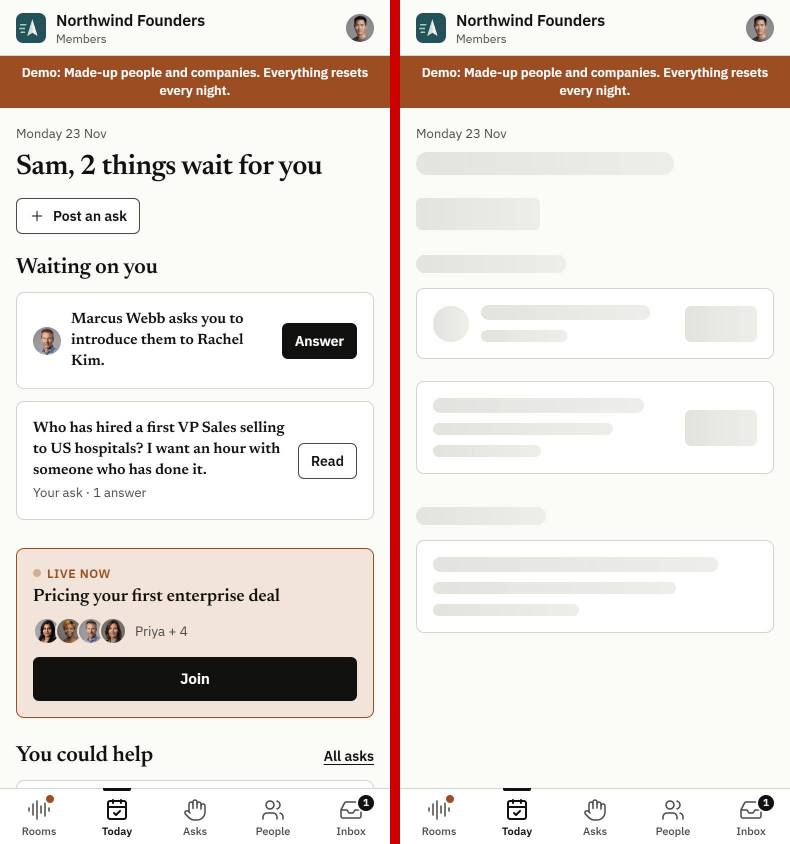 Northwind Founders
Members
Demo: Made-up people and companies. Everything resets
every night.
Monday 23 Nov
Sam, 2 things wait for you
Post an ask
Waiting on you
Marcus Webb asks you to
introduce them to Rachel
Kim.
Answer
Who has hired a first VP Sales selling
to US hospitals? I want an hour with
someone who has done it.
Your ask · 1 answer
Read
LIVE NOW
Pricing your first enterprise deal
Priya + 4
Join
You could help
All asks
Rooms
Today
Asks
People
1
Inbox
Northwind Founders
Members
Demo: Made-up people and companies. Everything resets
every night.
Monday 23 Nov
Rooms
Today
Asks
People
1
Inbox